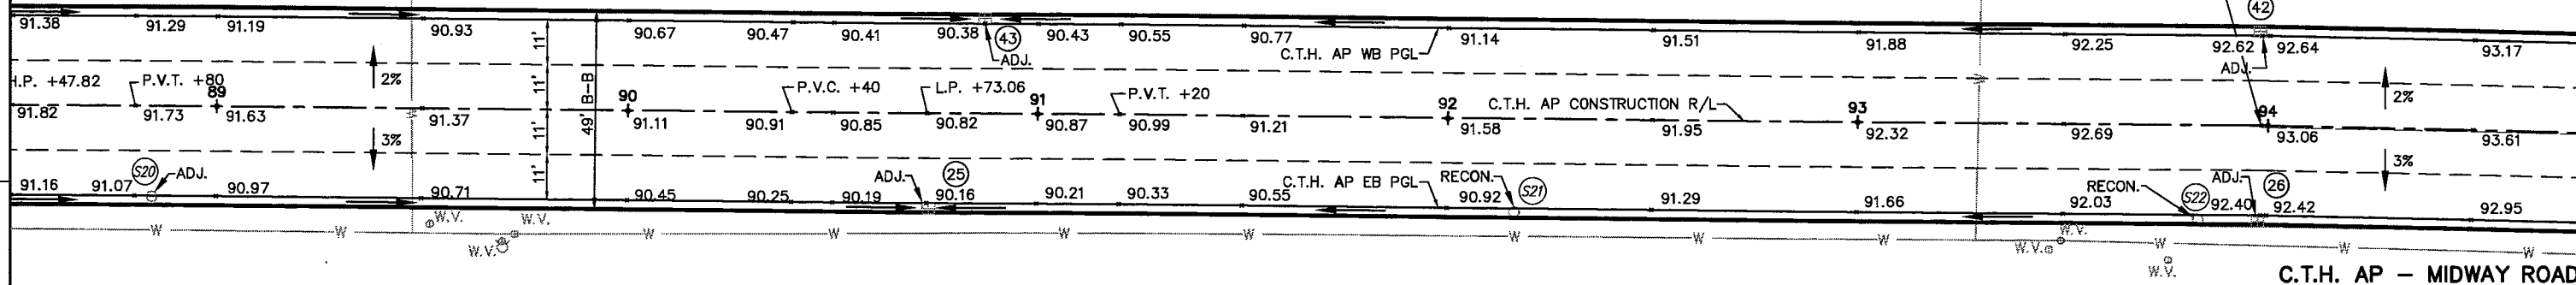 91.38 91.29 91.19 90.93 90.67 90.47 90.41 90.38 90.43 90.55 90.77 91.14 91.51 91.88 92.25 92.62 92.64 93.17
42
43
ADJ.
C.T.H. AP WB PGL
ADJ.
11'
11'
11'
11'
49' B-B
2%
3%
2%
3%
H.P. +47.82 P.V.T. +80 P.V.C. +40 L.P. +73.06 P.V.T. +20 C.T.H. AP CONSTRUCTION R/L
89 90 91 92 93 94
91.82 91.73 91.63 91.37 91.11 90.91 90.85 90.82 90.87 90.99 91.21 91.58 91.95 92.32 92.69 93.06 93.61
S20 ADJ. ADJ. 25 C.T.H. AP EB PGL RECON. S21 RECON. S22 ADJ. 26
91.16 91.07 90.97 90.71 90.45 90.25 90.19 90.16 90.21 90.33 90.55 90.92 91.29 91.66 92.03 92.40 92.42 92.95
W.V. W.V. W.V.
W W W W W W W W W W W W
W.V. W.V. W.V.
C.T.H. AP – MIDWAY ROAD